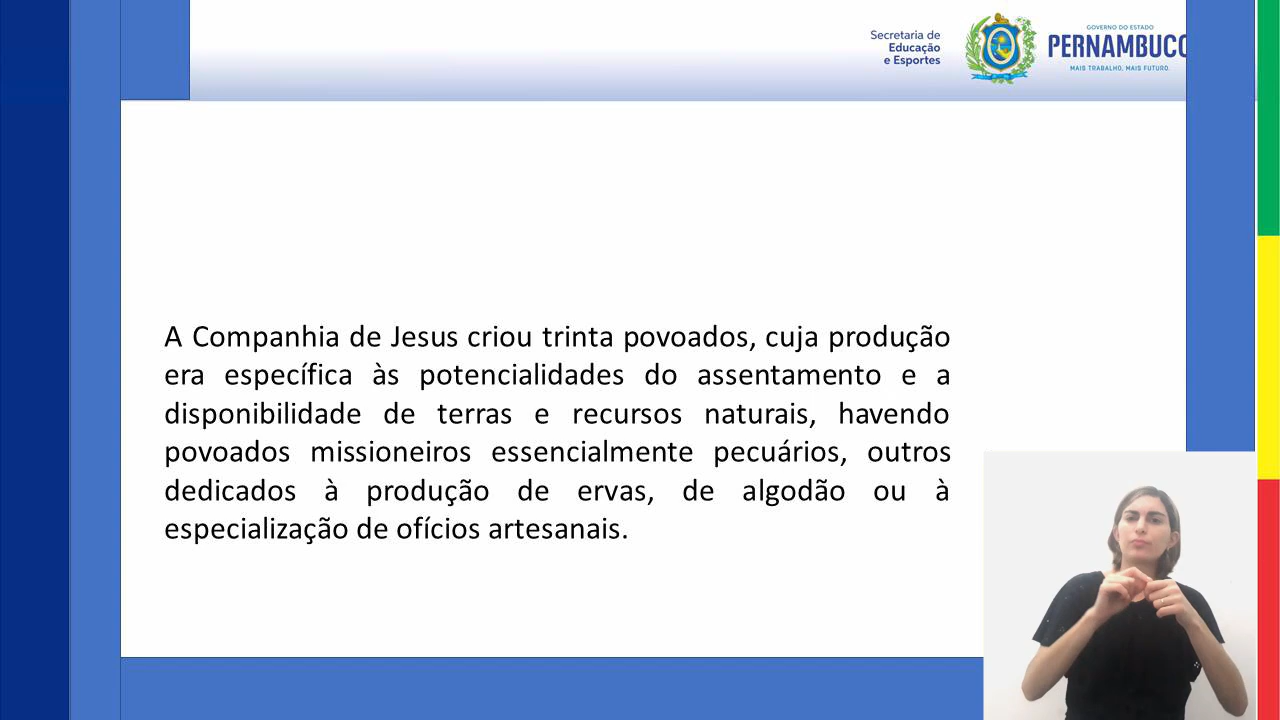 Secretaria de
Educação
e Esportes
GOVERNO DO ESTADO
PERNAMBUCO
MAIS TRABALHO, MAIS FUTURO.
A Companhia de Jesus criou trinta povoados, cuja produção
era específica às potencialidades do assentamento e a
disponibilidade de terras e recursos naturais, havendo
povoados missioneiros essencialmente pecuários, outros
dedicados à produção de ervas, de algodão ou à
especialização de ofícios artesanais.